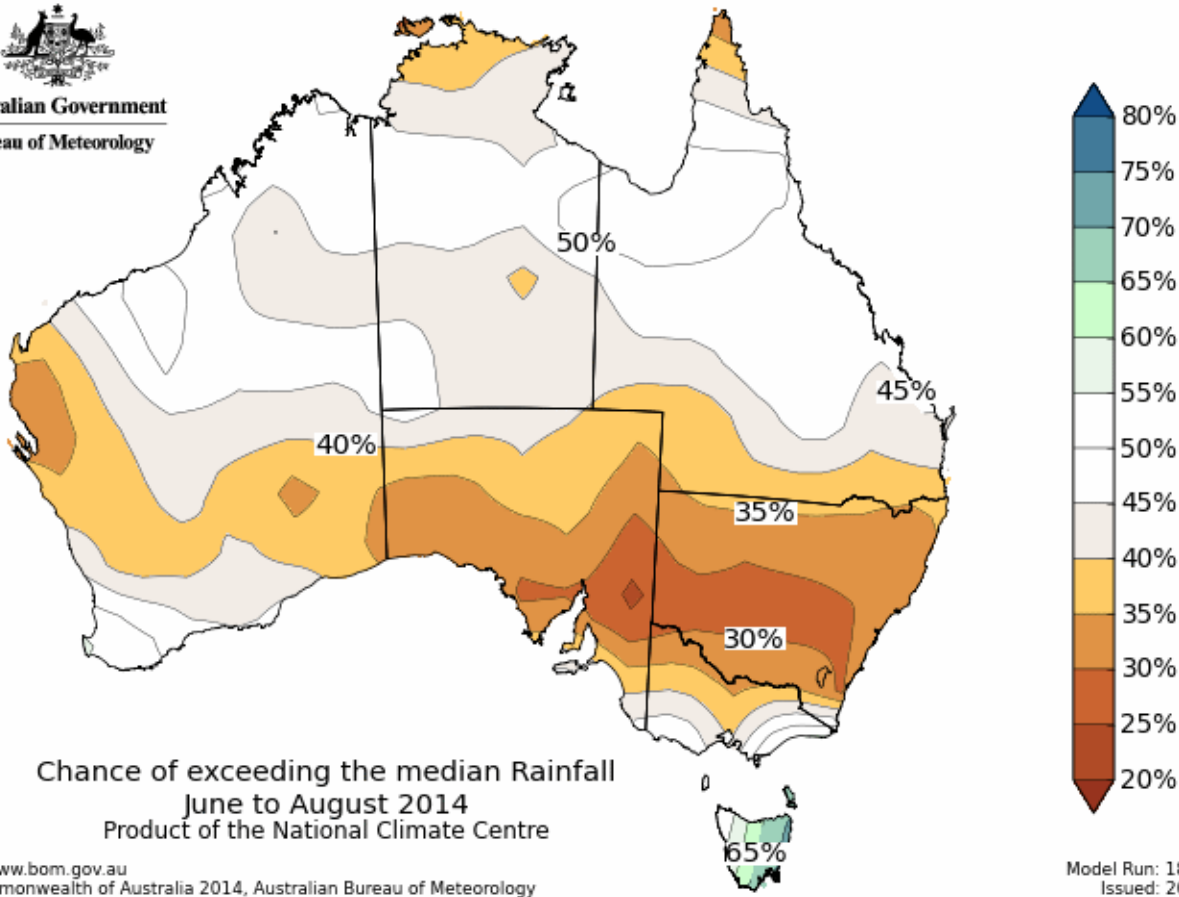 ralian Government
eau of Meteorology
50%
45%
40%
35%
30%
65%
80%
75%
70%
65%
60%
55%
50%
45%
40%
35%
30%
25%
20%
Chance of exceeding the median Rainfall
June to August 2014
Product of the National Climate Centre
ww.bom.gov.au
monwealth of Australia 2014, Australian Bureau of Meteorology
Model Run: 18
Issued: 20